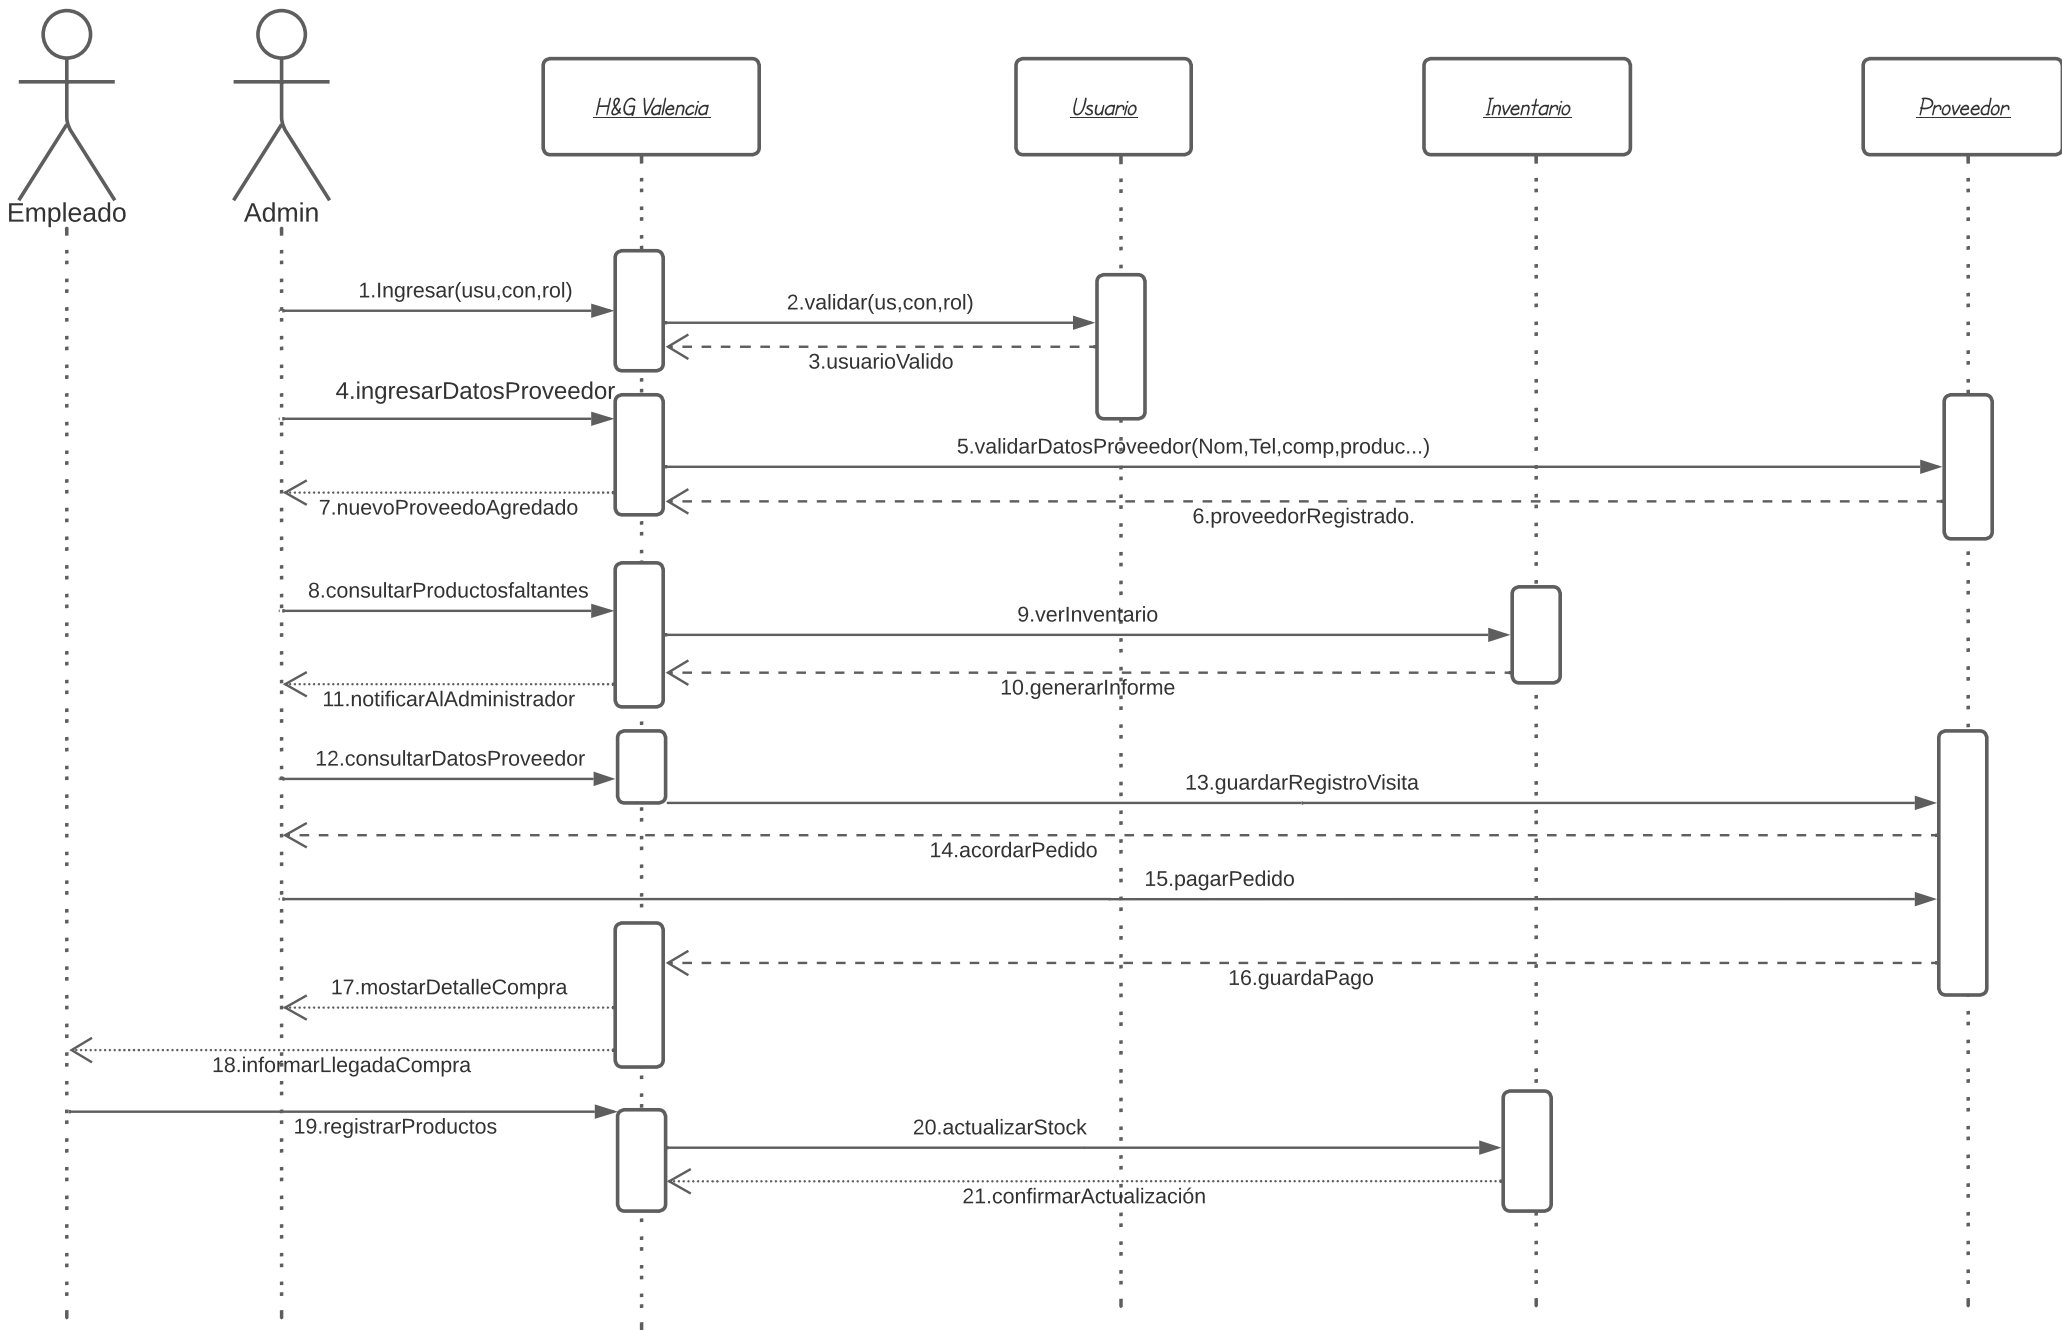 H&G Valencia
Usuario
Inventario
Proveedor
Empleado
Admin
1.Ingresar(usu,con,rol)
2.validar(us,con,rol)
3.usuarioValido
4.ingresarDatosProveedor
5.validarDatosProveedor(Nom,Tel,comp,produc...)
7.nuevoProveedoAgredado
6.proveedorRegistrado.
8.consultarProductosfaltantes
9.verInventario
10.generarInforme
11.notificarAlAdministrador
12.consultarDatosProveedor
13.guardarRegistroVisita
14.acordarPedido
15.pagarPedido
16.guardaPago
17.mostarDetalleCompra
18.informarLlegadaCompra
19.registrarProductos
20.actualizarStock
21.confirmarActualización